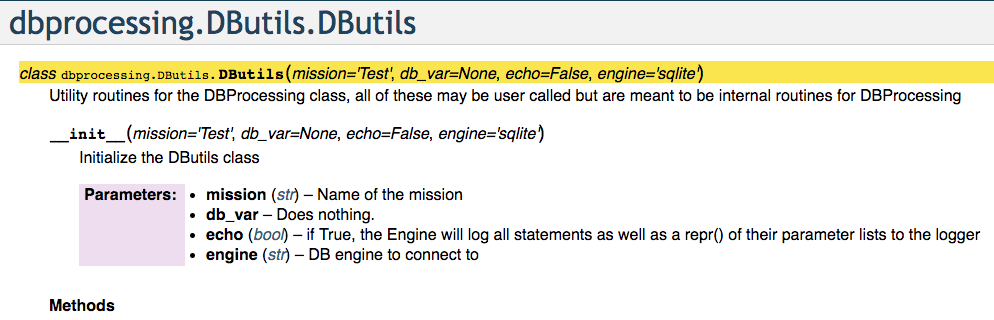 dbprocessing.DButils.DButils
class dbprocessing.DButils.DButils(mission='Test', db_var=None, echo=False, engine='sqlite')
Utility routines for the DBProcessing class, all of these may be user called but are meant to be internal routines for DBProcessing
__init__(mission='Test', db_var=None, echo=False, engine='sqlite')
Initialize the DButils class
Parameters: • mission (str) – Name of the mission
• db_var – Does nothing.
• echo (bool) – if True, the Engine will log all statements as well as a repr() of their parameter lists to the logger
• engine (str) – DB engine to connect to
Methods